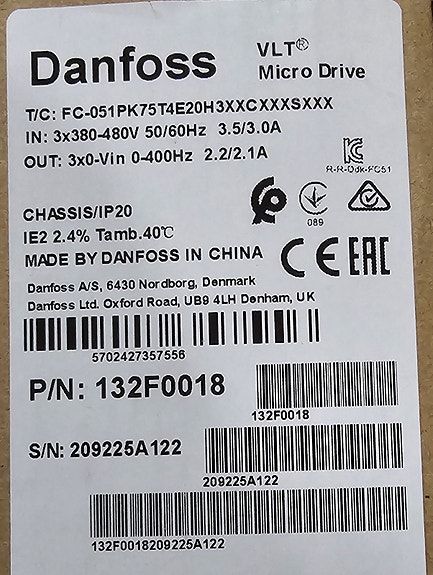 Danfoss
VLT®
Micro Drive
T/C: FC-051PK75T4E20H3XXCXXXSXXX
IN: 3x380-480V 50/60Hz 3.5/3.0A
OUT: 3x0-Vin 0-400Hz 2.2/2.1A
R-R-Ddk-FC51
089
CHASSIS/IP20
IE2 2.4% Tamb.40℃
MADE BY DANFOSS IN CHINA
CE EAC
Danfoss A/S, 6430 Nordborg, Denmark
Danfoss Ltd. Oxford Road, UB9 4LH Denham, UK
5702427357556
P/N: 132F0018
132F0018
S/N: 209225A122
209225A122
132F0018209225A122